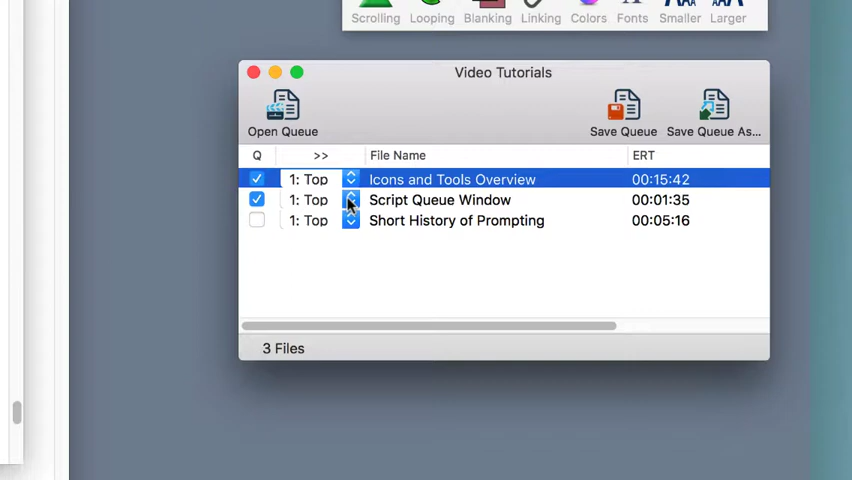 Scrolling Looping Blanking Linking Colors Fonts Smaller Larger
Video Tutorials
Open Queue Save Queue Save Queue As...
Q >> File Name ERT
1: Top Icons and Tools Overview 00:15:42
1: Top Script Queue Window 00:01:35
1: Top Short History of Prompting 00:05:16
3 Files